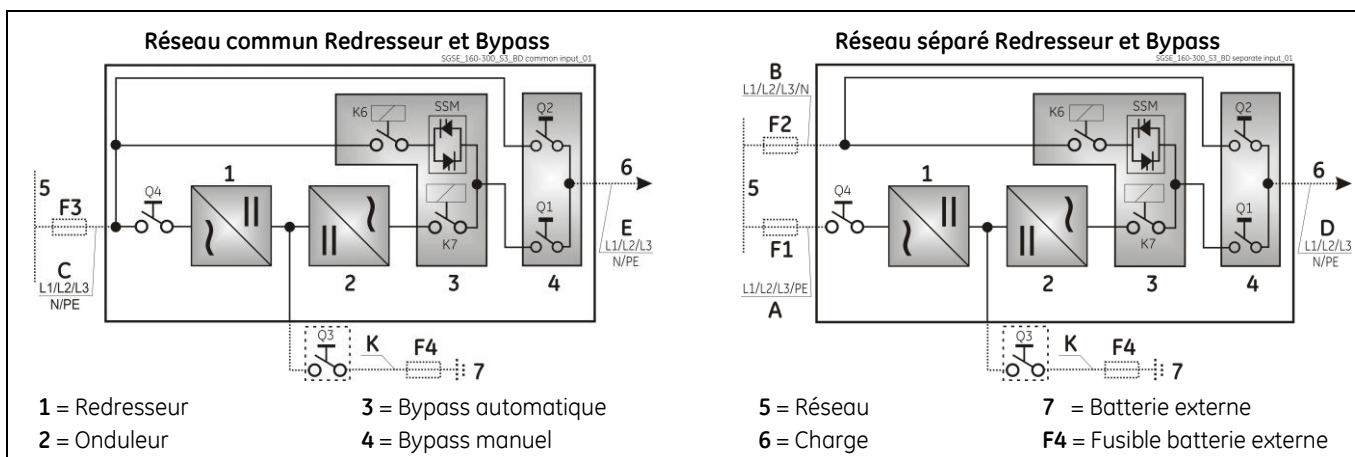 Réseau commun Redresseur et Bypass
SGSE_160-300_S3_BD common input_01
K6
SSM
Q2
5
F3
Q4
1
6
C
L1/L2/L3
N/PE
2
K7
3
Q1
4
E
L1/L2/L3
N/PE
Q3
K
F4
7
1 = Redresseur
3 = Bypass automatique
2 = Onduleur
4 = Bypass manuel
Réseau séparé Redresseur et Bypass
SGSE_160-300_S3_BD separate input_01
B
L1/L2/L3/N
F2
K6
SSM
Q2
5
Q4
1
6
F1
L1/L2/L3/PE
A
2
K7
3
Q1
4
D
L1/L2/L3
N/PE
Q3
K
F4
7
5 = Réseau
7 = Batterie externe
6 = Charge
F4 = Fusible batterie externe